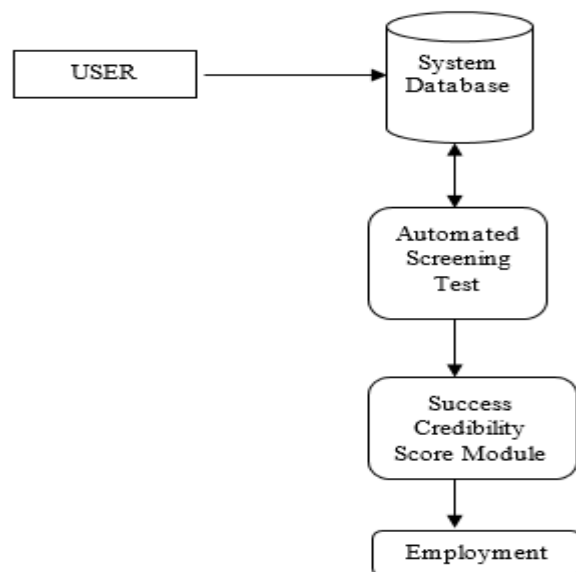 USER
System
Database
Automated
Screening
Test
Success
Credibility
Score Module
Employment